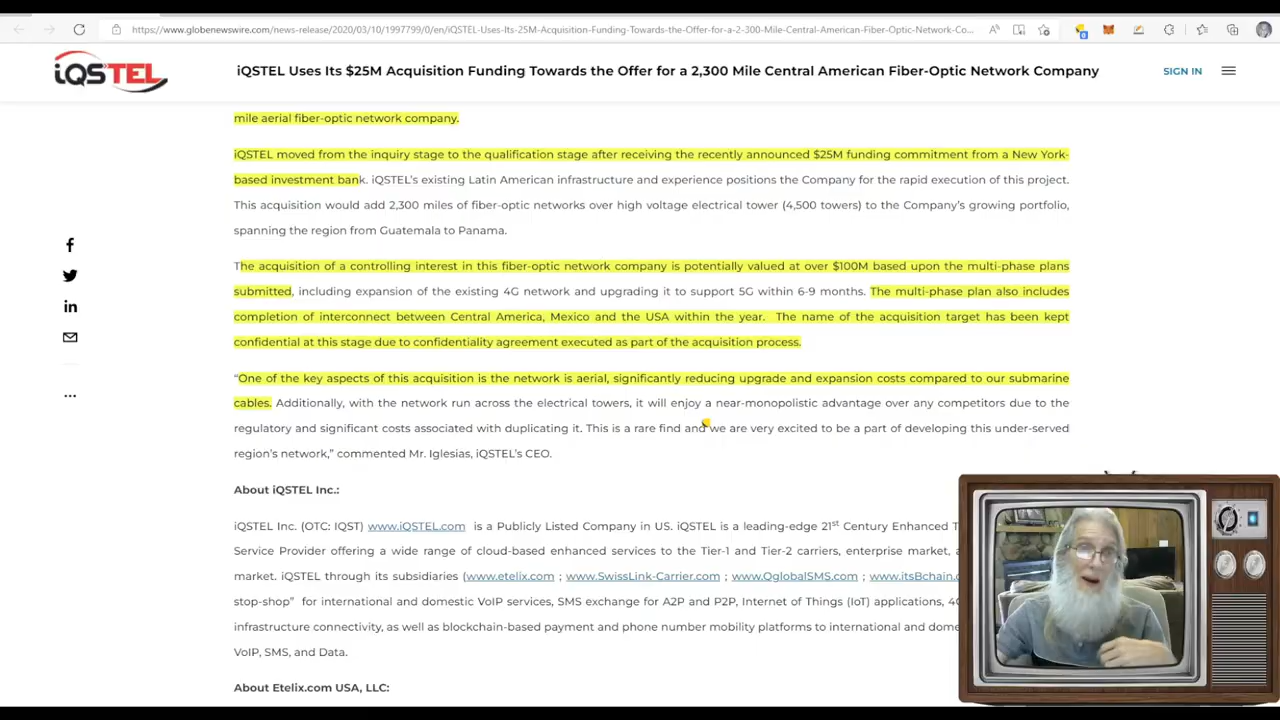 https://www.globenewswire.com/news-release/2020/03/10/1997799/0/en/iQSTEL-Uses-Its-25M-Acquisition-Funding-Towards-the-Offer-for-a-2-300-Mile-Central-American-Fiber-Optic-Network-Co...
iQSTEL
iQSTEL Uses Its $25M Acquisition Funding Towards the Offer for a 2,300 Mile Central American Fiber-Optic Network Company
SIGN IN
mile aerial fiber-optic network company.
iQSTEL moved from the inquiry stage to the qualification stage after receiving the recently announced $25M funding commitment from a New York-
based investment bank. iQSTEL's existing Latin American infrastructure and experience positions the Company for the rapid execution of this project.
This acquisition would add 2,300 miles of fiber-optic networks over high voltage electrical tower (4,500 towers) to the Company's growing portfolio,
spanning the region from Guatemala to Panama.
The acquisition of a controlling interest in this fiber-optic network company is potentially valued at over $100M based upon the multi-phase plans
submitted, including expansion of the existing 4G network and upgrading it to support 5G within 6-9 months. The multi-phase plan also includes
completion of interconnect between Central America, Mexico and the USA within the year. The name of the acquisition target has been kept
confidential at this stage due to confidentiality agreement executed as part of the acquisition process.
“One of the key aspects of this acquisition is the network is aerial, significantly reducing upgrade and expansion costs compared to our submarine
cables. Additionally, with the network run across the electrical towers, it will enjoy a near-monopolistic advantage over any competitors due to the
regulatory and significant costs associated with duplicating it. This is a rare find and we are very excited to be a part of developing this under-served
region's network,” commented Mr. Iglesias, iQSTEL's CEO.
About iQSTEL Inc.:
iQSTEL Inc. (OTC: IQST) www.iQSTEL.com is a Publicly Listed Company in US. iQSTEL is a leading-edge 21st Century Enhanced T
Service Provider offering a wide range of cloud-based enhanced services to the Tier-1 and Tier-2 carriers, enterprise market, a
market. iQSTEL through its subsidiaries (www.etelix.com ; www.SwissLink-Carrier.com ; www.QglobalSMS.com ; www.itsBchain.c
stop-shop” for international and domestic VoIP services, SMS exchange for A2P and P2P, Internet of Things (IoT) applications, 4G
infrastructure connectivity, as well as blockchain-based payment and phone number mobility platforms to international and dome
VoIP, SMS, and Data.
About Etelix.com USA, LLC: